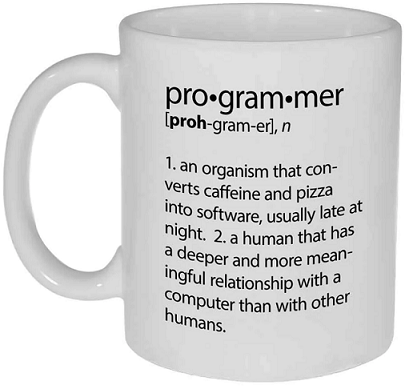 pro•gram•mer
[proh-gram-er], n
1. an organism that con-
verts caffeine and pizza
into software, usually late at
night.  2. a human that has
a deeper and more mean-
ingful relationship with a
computer than with other
humans.